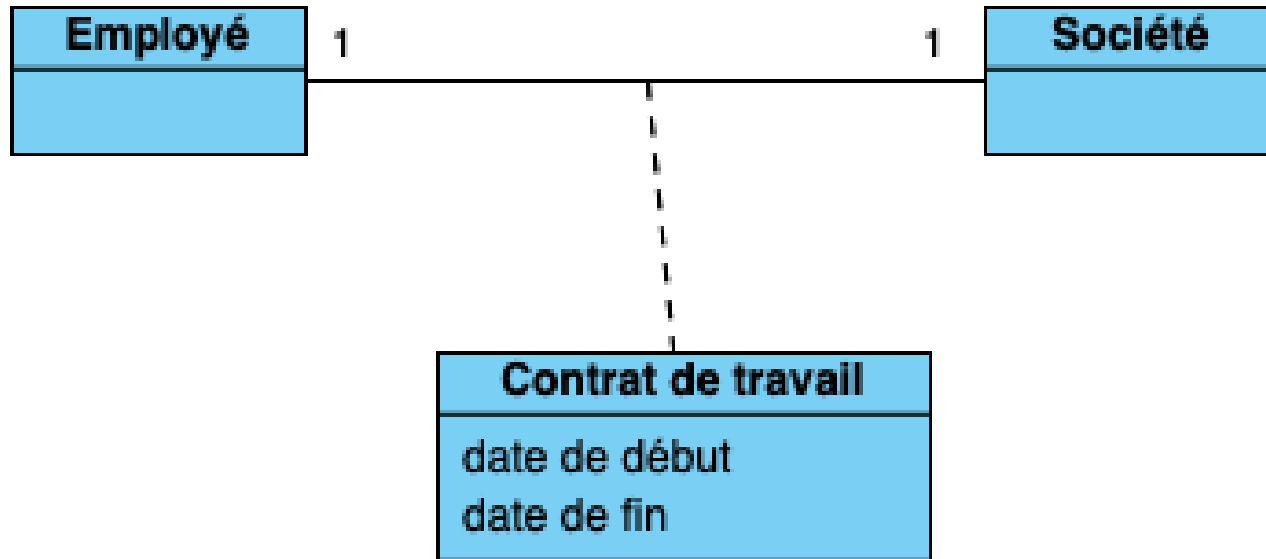 Employé
1
1
Société
Contrat de travail
date de début
date de fin